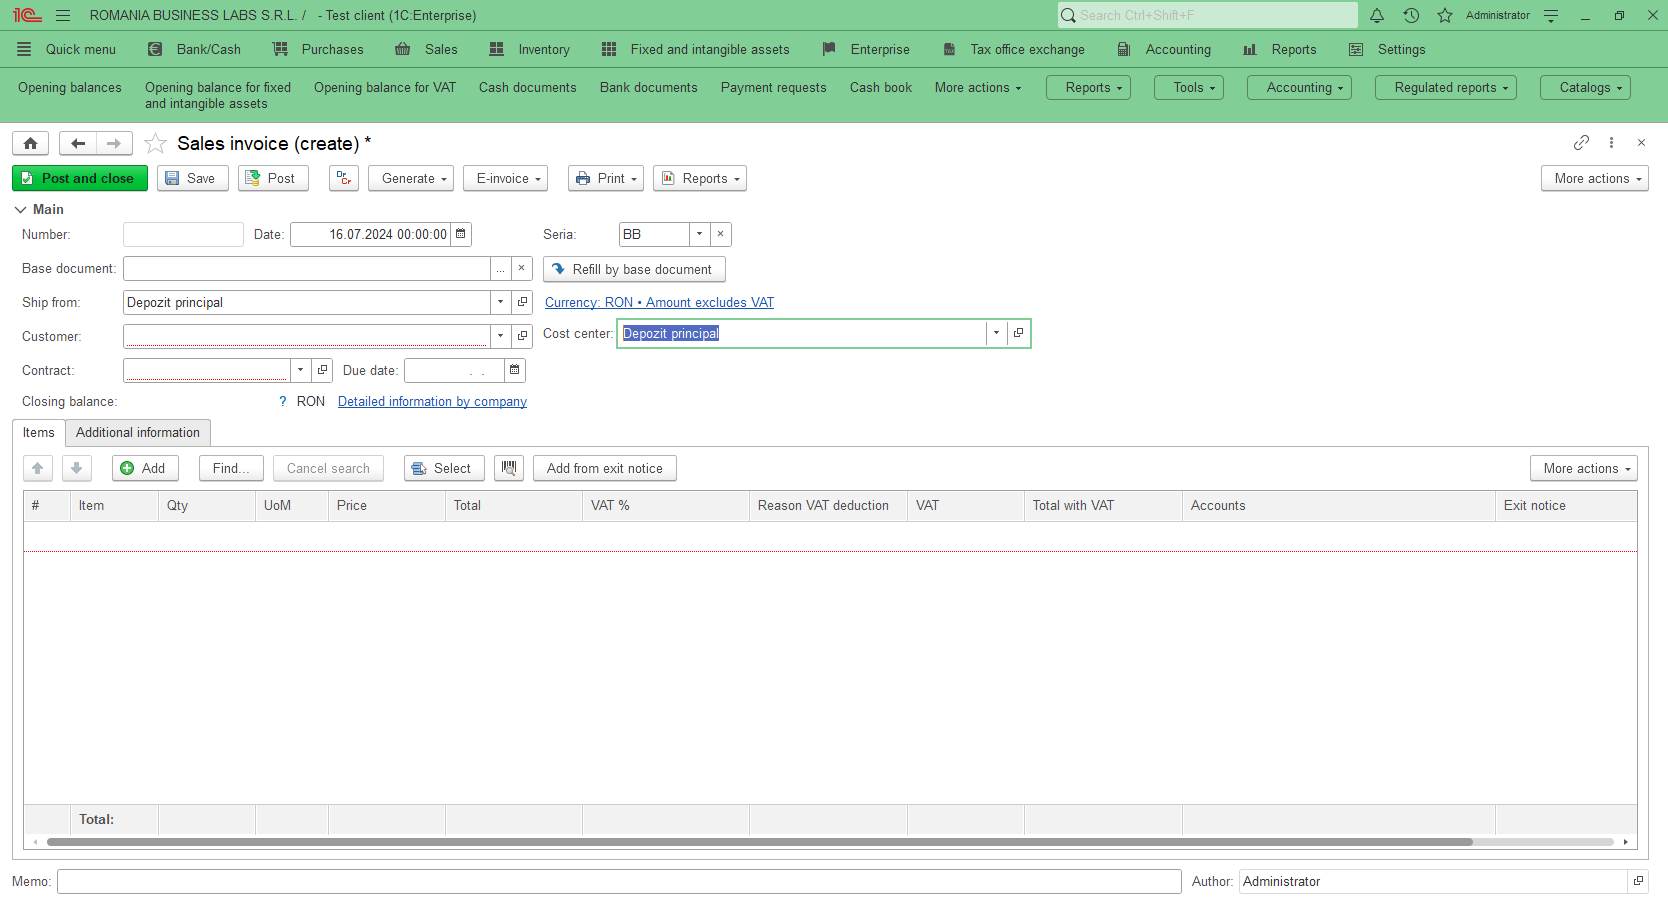 ROMANIA BUSINESS LABS S.R.L. / - Test client (1C:Enterprise) Search Ctrl+Shift+F Administrator
Quick menu Bank/Cash Purchases Sales Inventory Fixed and intangible assets Enterprise Tax office exchange Accounting Reports Settings
Opening balances Opening balance for fixed and intangible assets Opening balance for VAT Cash documents Bank documents Payment requests Cash book More actions Reports Tools Accounting Regulated reports Catalogs
Sales invoice (create) *
Post and close Save Post Dr Cr Generate E-invoice Print Reports More actions
Main
Number: Date: 16.07.2024 00:00:00 Seria: BB
Base document: ... Refill by base document
Ship from: Depozit principal Currency: RON • Amount excludes VAT
Customer: Cost center: Depozit principal
Contract: Due date: . .
Closing balance: ? RON Detailed information by company
Items Additional information
Add Find... Cancel search Select Add from exit notice More actions
# Item Qty UoM Price Total VAT % Reason VAT deduction VAT Total with VAT Accounts Exit notice
Total:
Memo: Author: Administrator